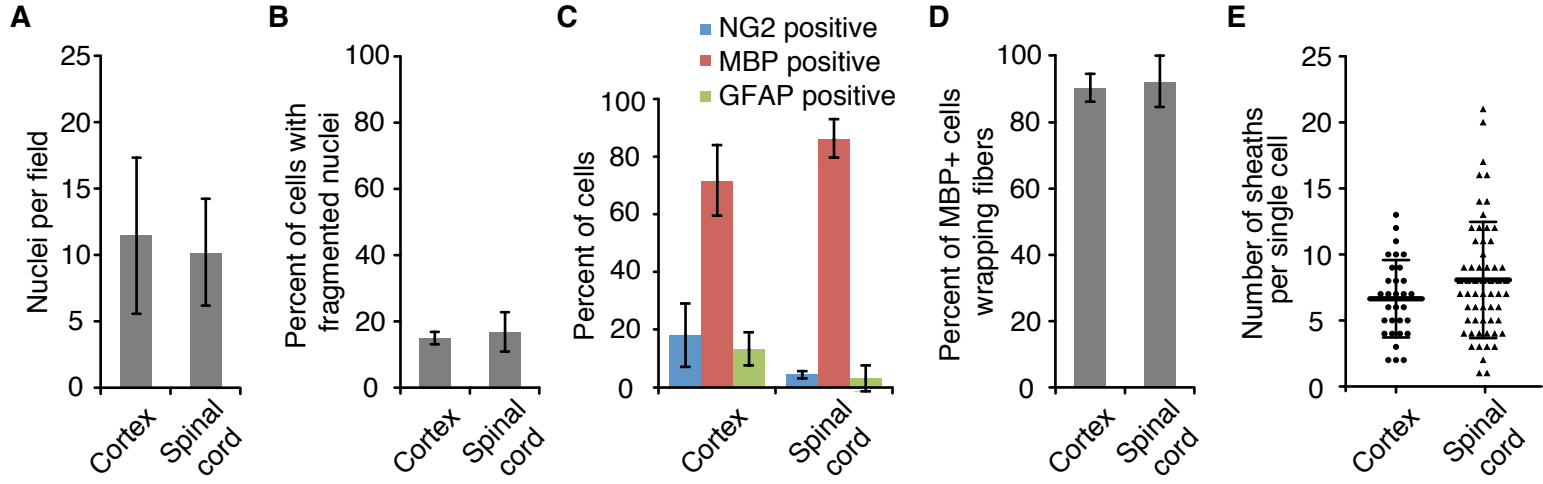 A
Nuclei per field
25
20
15
10
5
0
Cortex
Spinal
cord
B
Percent of cells with
fragmented nuclei
100
80
60
40
20
0
Cortex
Spinal
cord
C
NG2 positive
MBP positive
GFAP positive
Percent of cells
100
80
60
40
20
0
Cortex
Spinal
cord
D
Percent of MBP+ cells
wrapping fibers
100
80
60
40
20
0
Cortex
Spinal
cord
E
Number of sheaths
per single cell
25
20
15
10
5
0
Cortex
Spinal
cord